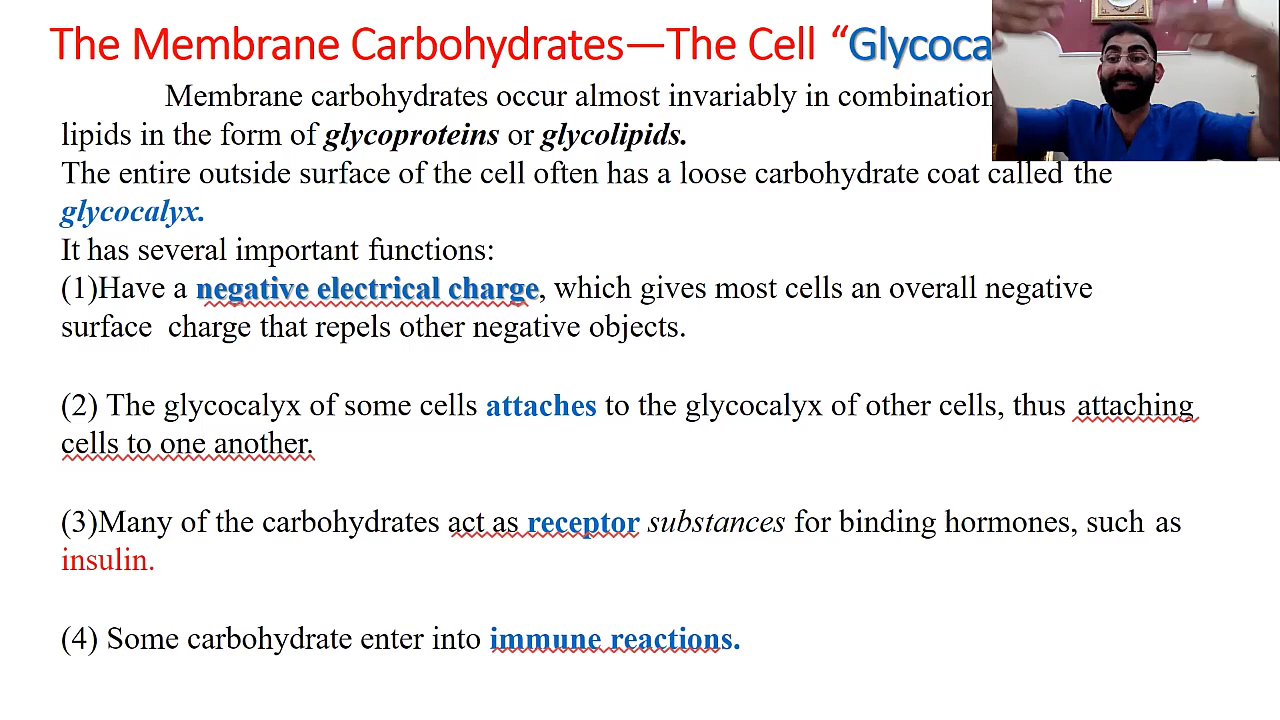 The Membrane Carbohydrates—The Cell “Glycoca
Membrane carbohydrates occur almost invariably in combination
lipids in the form of glycoproteins or glycolipids.
The entire outside surface of the cell often has a loose carbohydrate coat called the
glycocalyx.
It has several important functions:
(1)Have a negative electrical charge, which gives most cells an overall negative
surface charge that repels other negative objects.
(2) The glycocalyx of some cells attaches to the glycocalyx of other cells, thus attaching
cells to one another.
(3)Many of the carbohydrates act as receptor substances for binding hormones, such as
insulin.
(4) Some carbohydrate enter into immune reactions.